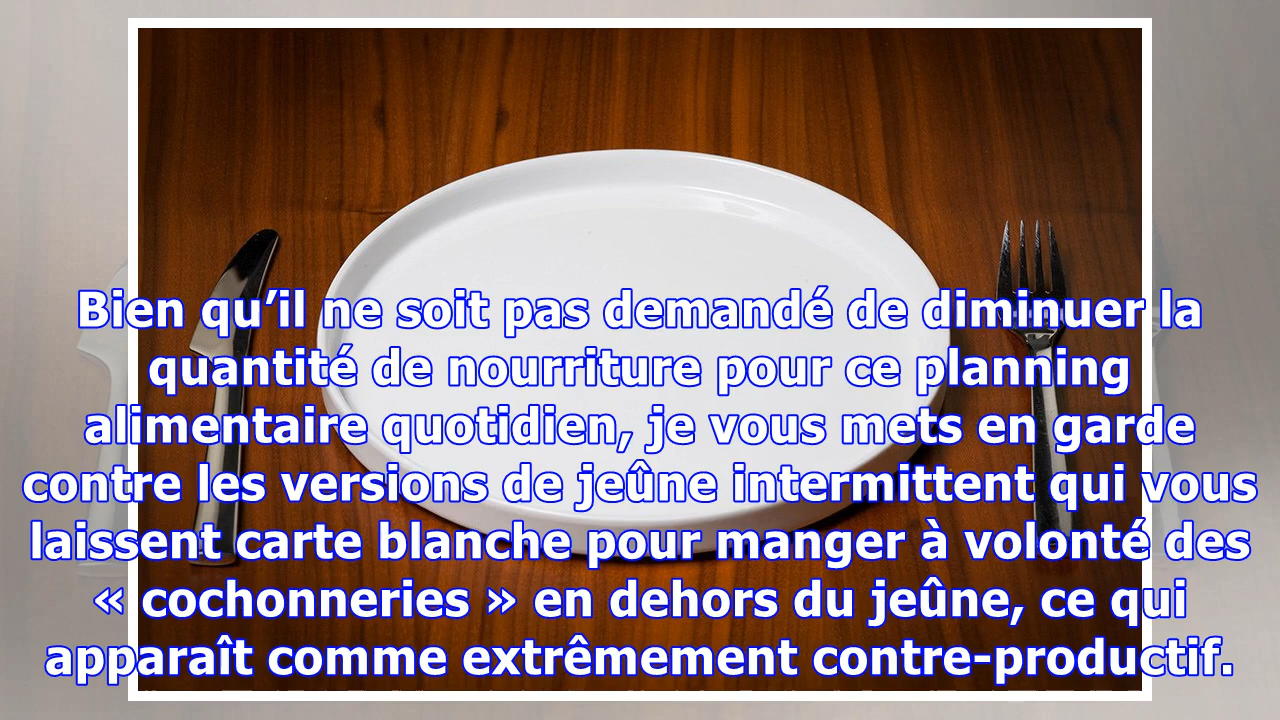 Bien qu’il ne soit pas demandé de diminuer la
quantité de nourriture pour ce planning
alimentaire quotidien, je vous mets en garde
contre les versions de jeûne intermittent qui vous
laissent carte blanche pour manger à volonté des
« cochonneries » en dehors du jeûne, ce qui
apparaît comme extrêmement contre-productif.